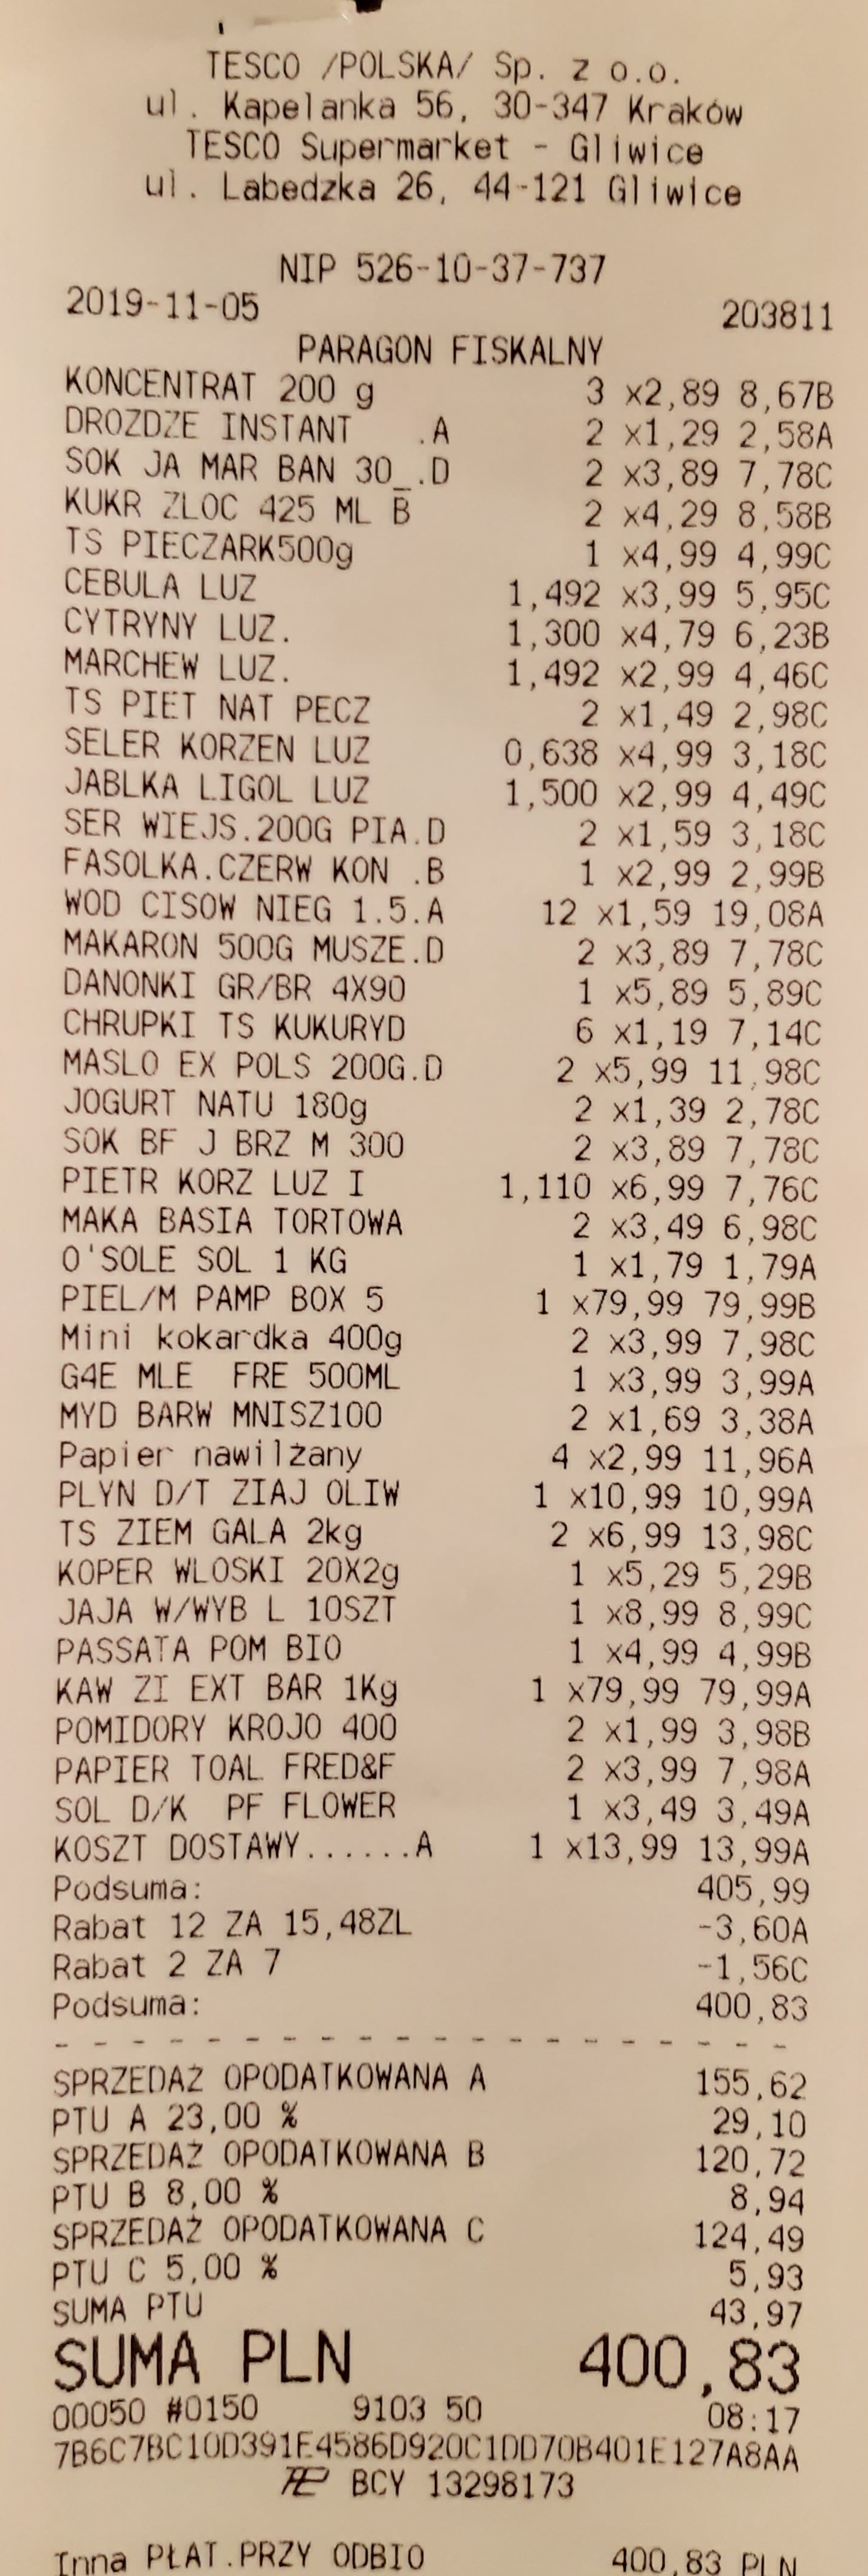 TESCO /POLSKA/ Sp. z o.o.
ul. Kapelanka 56, 30-347 Kraków
TESCO Supermarket - Gliwice
ul. Labedzka 26, 44-121 Gliwice
NIP 526-10-37-737
2019-11-05 203811
PARAGON FISKALNY
KONCENTRAT 200 g 3 x2,89 8,67B
DROZDZE INSTANT .A 2 x1,29 2,58A
SOK JA MAR BAN 30_.D 2 x3,89 7,78C
KUKR ZLOC 425 ML B 2 x4,29 8,58B
TS PIECZARK500g 1 x4,99 4,99C
CEBULA LUZ 1,492 x3,99 5,95C
CYTRYNY LUZ. 1,300 x4,79 6,23B
MARCHEW LUZ. 1,492 x2,99 4,46C
TS PIET NAT PECZ 2 x1,49 2,98C
SELER KORZEN LUZ 0,638 x4,99 3,18C
JABLKA LIGOL LUZ 1,500 x2,99 4,49C
SER WIEJS.200G PIA.D 2 x1,59 3,18C
FASOLKA.CZERW KON .B 1 x2,99 2,99B
WOD CISOW NIEG 1.5.A 12 x1,59 19,08A
MAKARON 500G MUSZE.D 2 x3,89 7,78C
DANONKI GR/BR 4X90 1 x5,89 5,89C
CHRUPKI TS KUKURYD 6 x1,19 7,14C
MASLO EX POLS 200G.D 2 x5,99 11,98C
JOGURT NATU 180g 2 x1,39 2,78C
SOK BF J BRZ M 300 2 x3,89 7,78C
PIETR KORZ LUZ I 1,110 x6,99 7,76C
MAKA BASIA TORTOWA 2 x3,49 6,98C
O'SOLE SOL 1 KG 1 x1,79 1,79A
PIEL/M PAMP BOX 5 1 x79,99 79,99B
Mini kokardka 400g 2 x3,99 7,98C
G4E MLE FRE 500ML 1 x3,99 3,99A
MYD BARW MNISZ100 2 x1,69 3,38A
Papier nawilżany 4 x2,99 11,96A
PLYN D/T ZIAJ OLIW 1 x10,99 10,99A
TS ZIEM GALA 2kg 2 x6,99 13,98C
KOPER WLOSKI 20X2g 1 x5,29 5,29B
JAJA W/WYB L 10SZT 1 x8,99 8,99C
PASSATA POM BIO 1 x4,99 4,99B
KAW ZI EXT BAR 1Kg 1 x79,99 79,99A
POMIDORY KROJO 400 2 x1,99 3,98B
PAPIER TOAL FRED&F 2 x3,99 7,98A
SOL D/K PF FLOWER 1 x3,49 3,49A
KOSZT DOSTAWY......A 1 x13,99 13,99A
Podsuma: 405,99
Rabat 12 ZA 15,48ZL -3,60A
Rabat 2 ZA 7 -1,56C
Podsuma: 400,83
- - - - - - - - - - - - - - - - - - - -
SPRZEDAŻ OPODATKOWANA A 155,62
PTU A 23,00 % 29,10
SPRZEDAŻ OPODATKOWANA B 120,72
PTU B 8,00 % 8,94
SPRZEDAŻ OPODATKOWANA C 124,49
PTU C 5,00 % 5,93
SUMA PTU 43,97
SUMA PLN 400,83
00050 #0150 9103 50 08:17
7B6C7BC10D391E4586D920C1DD70B401E127A8AA
BCY 13298173
Inna PŁAT.PRZY ODBIO 400,83 PLN